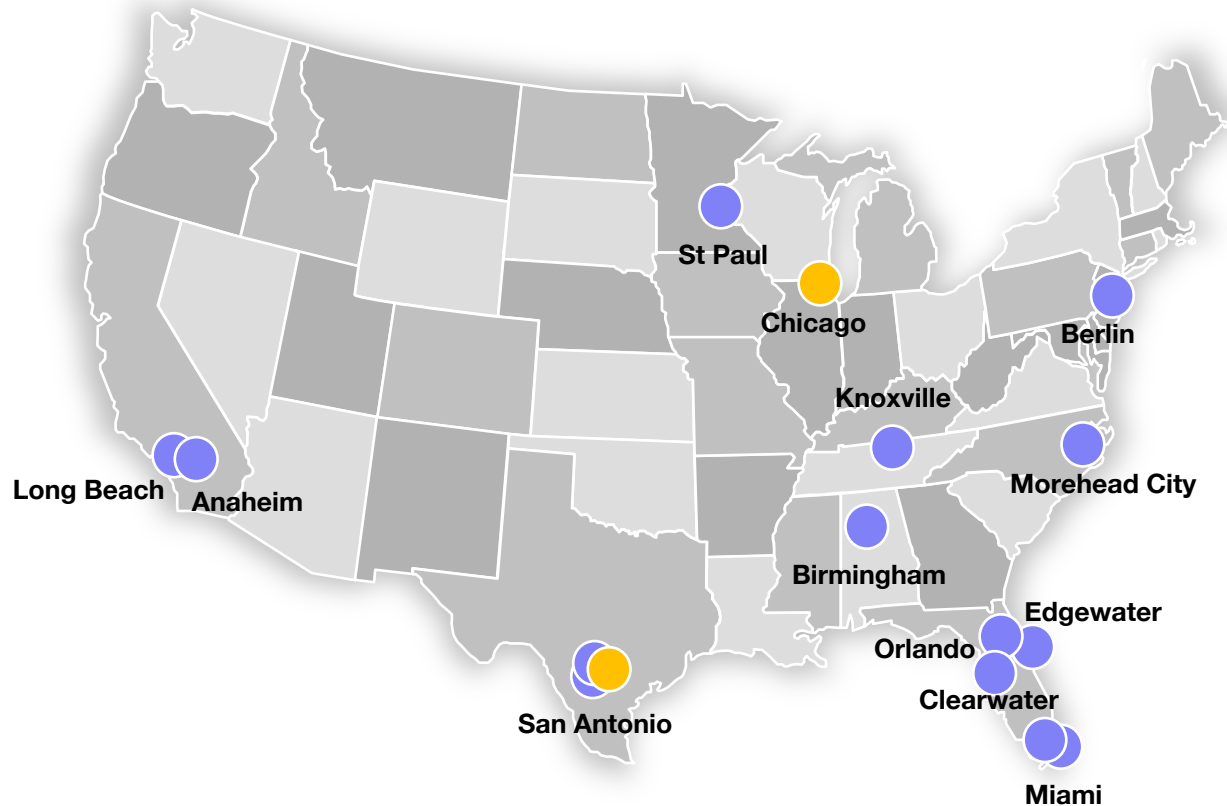 St Paul
Chicago
Berlin
Knoxville
Long Beach
Anaheim
Morehead City
Birmingham
Edgewater
Orlando
Clearwater
San Antonio
Miami